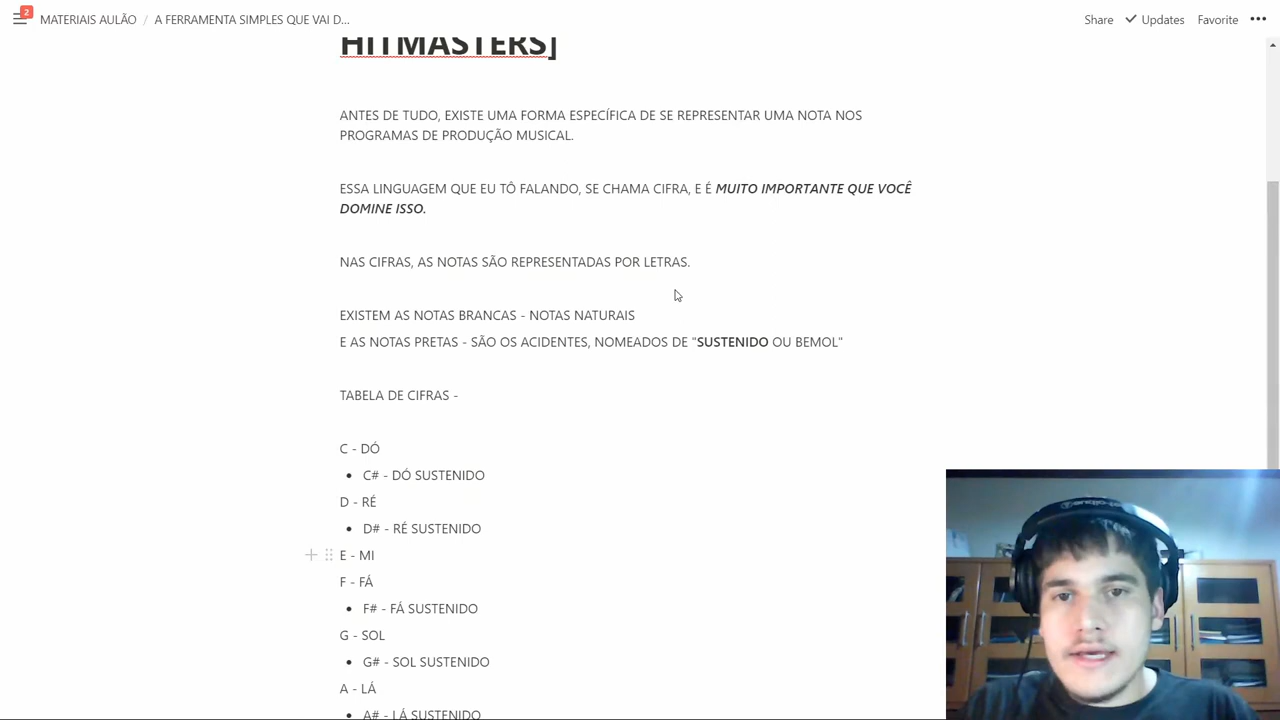 2
MATERIAIS AULÃO / A FERRAMENTA SIMPLES QUE VAI D...
Share
Updates
Favorite
HITMASTERS]
ANTES DE TUDO, EXISTE UMA FORMA ESPECÍFICA DE SE REPRESENTAR UMA NOTA NOS
PROGRAMAS DE PRODUÇÃO MUSICAL.
ESSA LINGUAGEM QUE EU TÔ FALANDO, SE CHAMA CIFRA, E É MUITO IMPORTANTE QUE VOCÊ
DOMINE ISSO.
NAS CIFRAS, AS NOTAS SÃO REPRESENTADAS POR LETRAS.
EXISTEM AS NOTAS BRANCAS - NOTAS NATURAIS
E AS NOTAS PRETAS - SÃO OS ACIDENTES, NOMEADOS DE "SUSTENIDO OU BEMOL"
TABELA DE CIFRAS -
C - DÓ
• C# - DÓ SUSTENIDO
D - RÉ
• D# - RÉ SUSTENIDO
E - MI
F - FÁ
• F# - FÁ SUSTENIDO
G - SOL
• G# - SOL SUSTENIDO
A - LÁ
• A# - LÁ SUSTENIDO